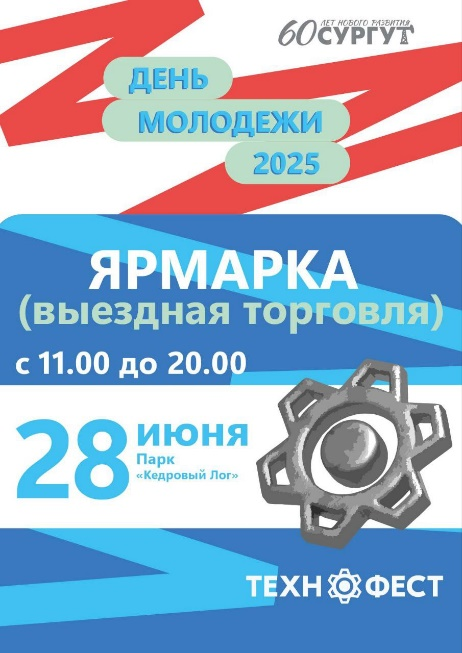 ЛЕТ НОВОГО РАЗВИТИЯ
60 СУРГУТ
ДЕНЬ
МОЛОДЕЖИ
2025
ЯРМАРКА
(выездная торговля)
с 11.00 до 20.00
28 июня
Парк
«Кедровый Лог»
ТЕХНОФЕСТ